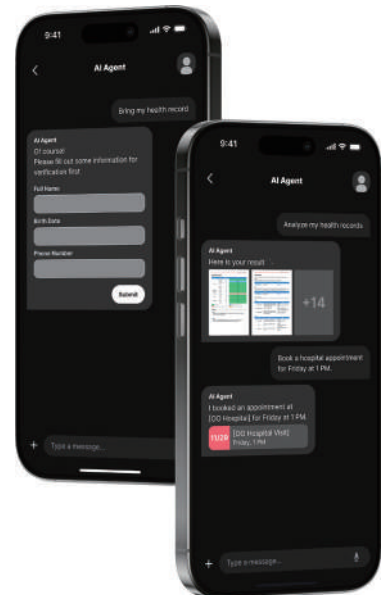 9:41
AI Agent
Bring my health record
AI Agent
Of course!
Please fill out some information for
verification first
Full Name
Birth Date
Phone Number
Submit
Type a message...
9:41
AI Agent
Analyze my health records
AI Agent
Here is your result
+14
Book a hospital appointment
for Friday at 1 PM.
AI Agent
I booked an appointment at
[OO Hospital] for Friday at 1 PM.
11/29
[OO Hospital Visit]
Friday, 1 PM
Type a message...